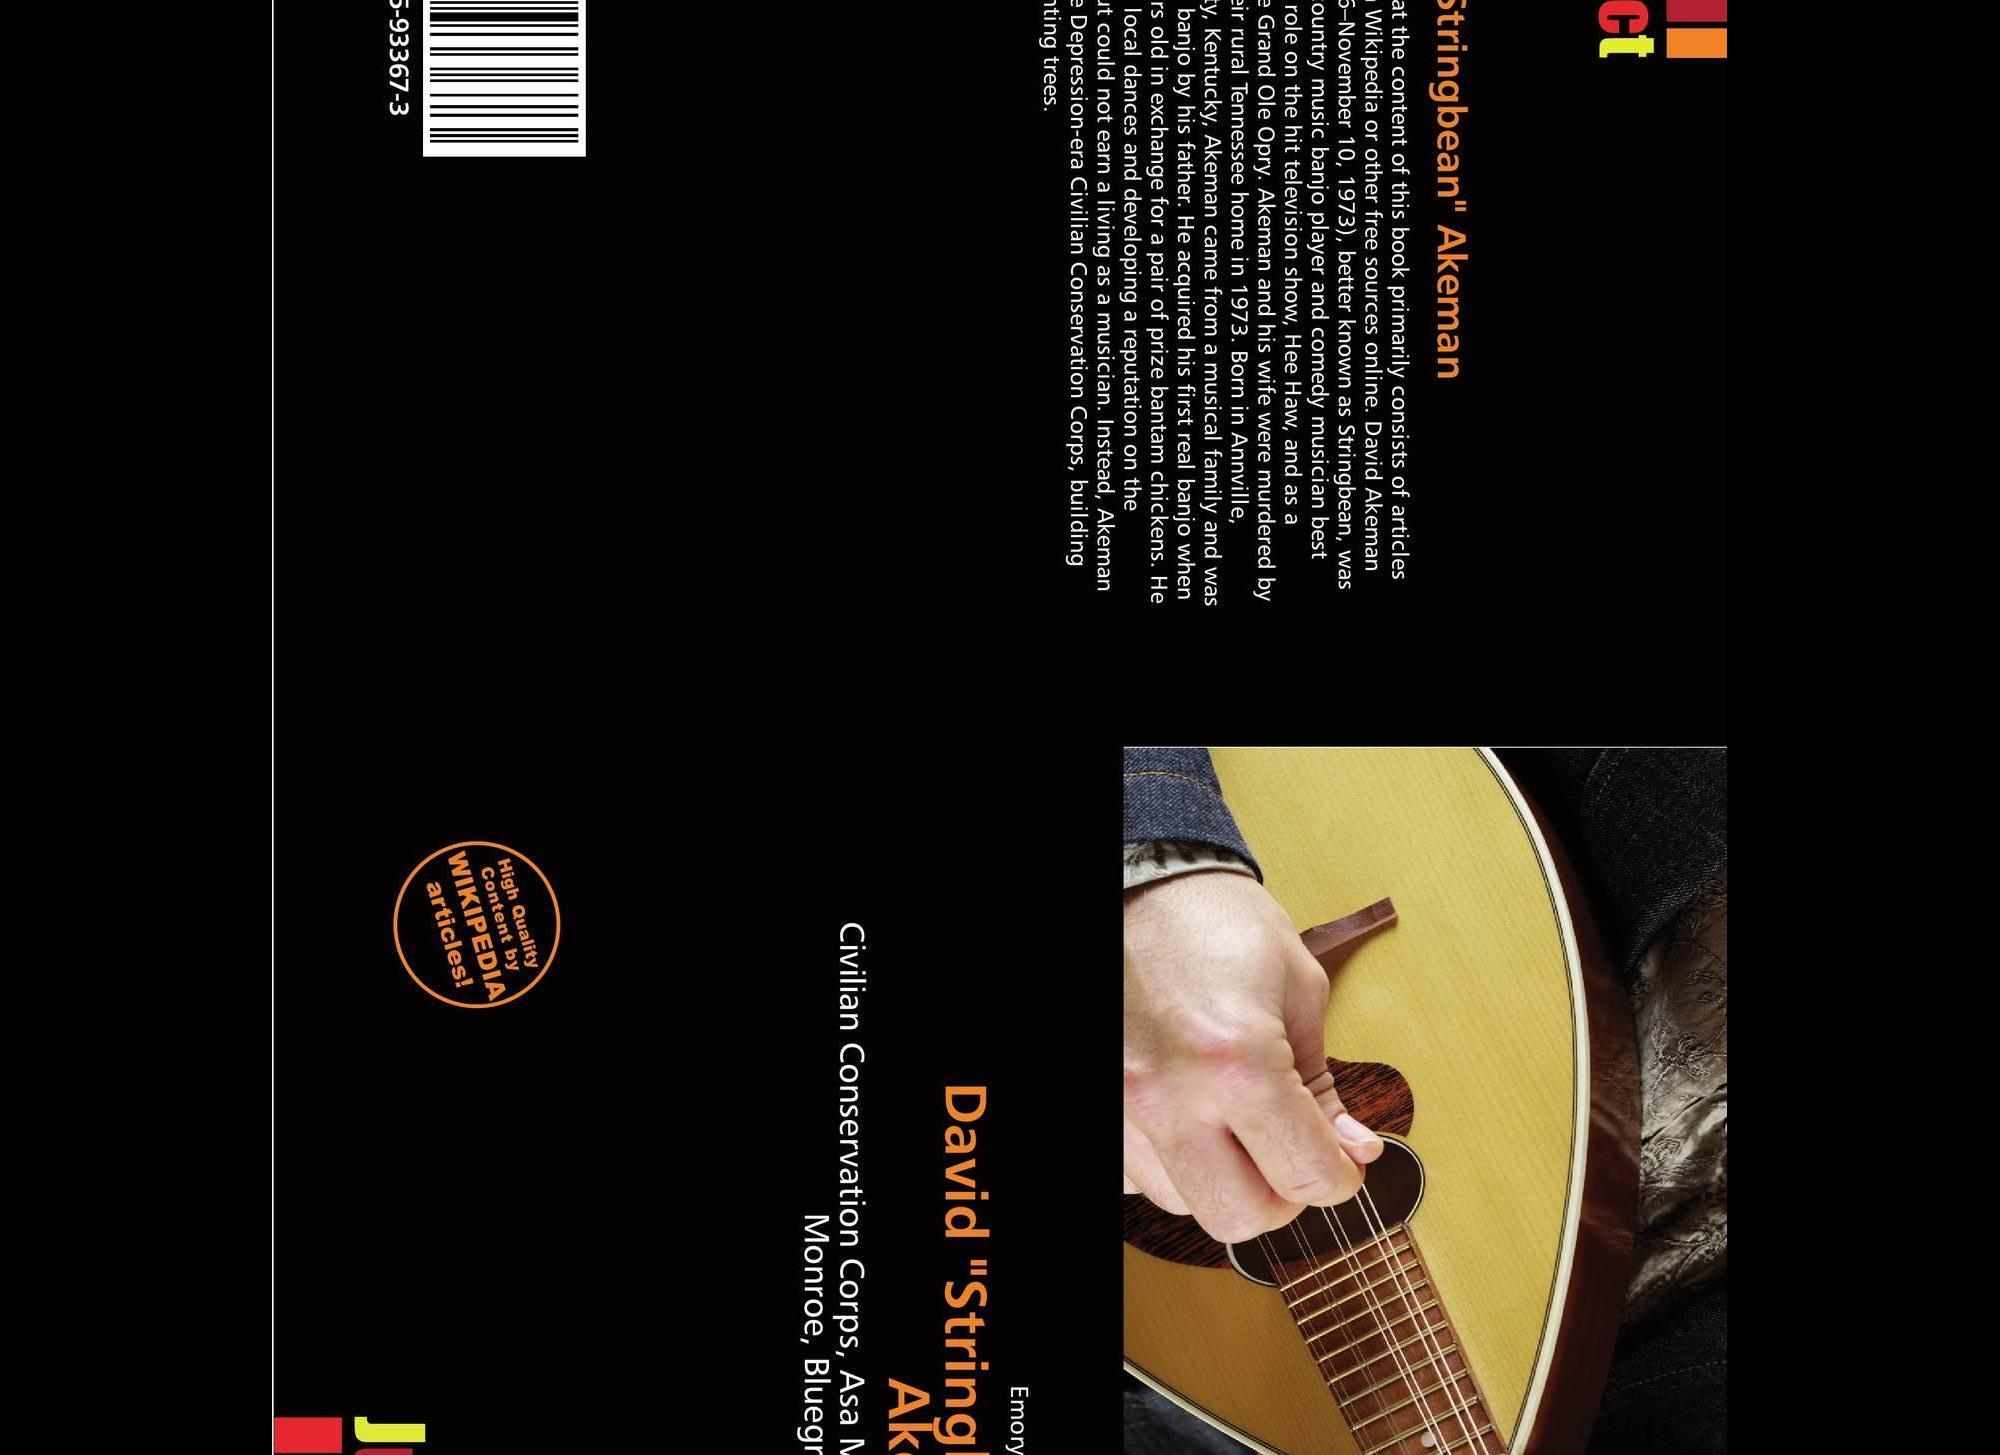 Stringbean" Akeman
at the content of this book primarily consists of articles
Wikipedia or other free sources online. David Akeman
6–November 10, 1973), better known as Stringbean, was
country music banjo player and comedy musician best
role on the hit television show, Hee Haw, and as a
e Grand Ole Opry. Akeman and his wife were murdered by
eir rural Tennessee home in 1973. Born in Annville,
ty, Kentucky, Akeman came from a musical family and was
banjo by his father. He acquired his first real banjo when
rs old in exchange for a pair of prize bantam chickens. He
local dances and developing a reputation on the
ut could not earn a living as a musician. Instead, Akeman
e Depression-era Civilian Conservation Corps, building
nting trees.
5-93367-3
ct
Emory
David "Stringl
Ake
Civilian Conservation Corps, Asa M
Monroe, Bluegr
High Quality
Content by
WIKIPEDIA
articles!